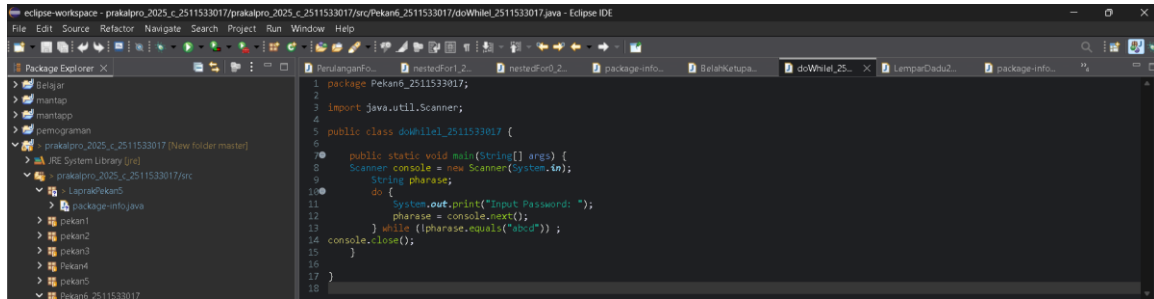 eclipse-workspace - prakalpro_2025_c_2511533017/prakalpro_2025_c_2511533017/src/Pekan6_2511533017/doWhilel_2511533017.java - Eclipse IDE
File Edit Source Refactor Navigate Search Project Run Window Help
Package Explorer
PerulanganFo... nestedFor1_2... nestedFor0_2... package-info... BelahKetupa... doWhilel_25... LemparDadu2... package-info...
Belajar
mantap
mantapp
pemograman
> prakalpro_2025_c_2511533017 [New folder master]
JRE System Library [jre]
> prakalpro_2025_c_2511533017/src
> LaprakPekan5
package-info.java
pekan1
pekan2
pekan3
Pekan4
pekan5
Pekan6_2511533017
1 package Pekan6_2511533017;
2
3 import java.util.Scanner;
4
5 public class doWhilel_2511533017 {
6
7 public static void main(String[] args) {
8 Scanner console = new Scanner(System.in);
9 String pharase;
10 do {
11 System.out.print("Input Password: ");
12 pharase = console.next();
13 } while (!pharase.equals("abcd")) ;
14 console.close();
15 }
16
17 }
18